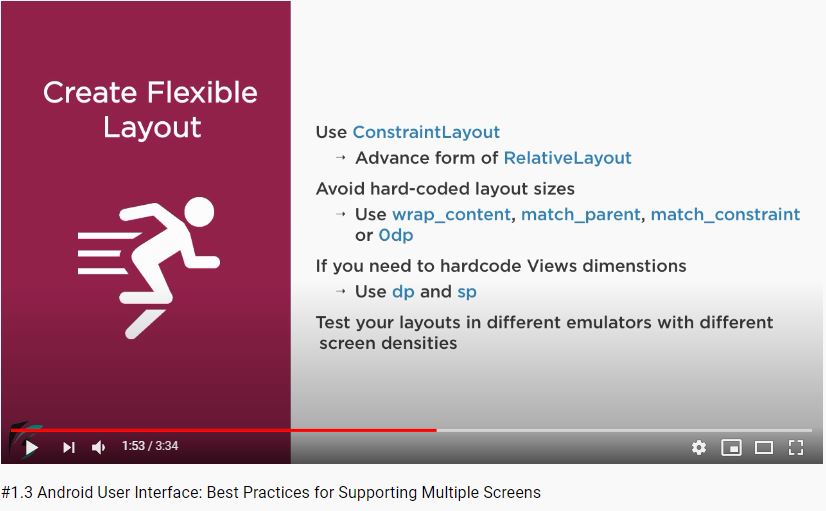 Create Flexible
Layout
Use ConstraintLayout
→ Advance form of RelativeLayout
Avoid hard-coded layout sizes
→ Use wrap_content, match_parent, match_constraint
or 0dp
If you need to hardcode Views dimenstions
→ Use dp and sp
Test your layouts in different emulators with different
screen densities
1:53 / 3:34
#1.3 Android User Interface: Best Practices for Supporting Multiple Screens